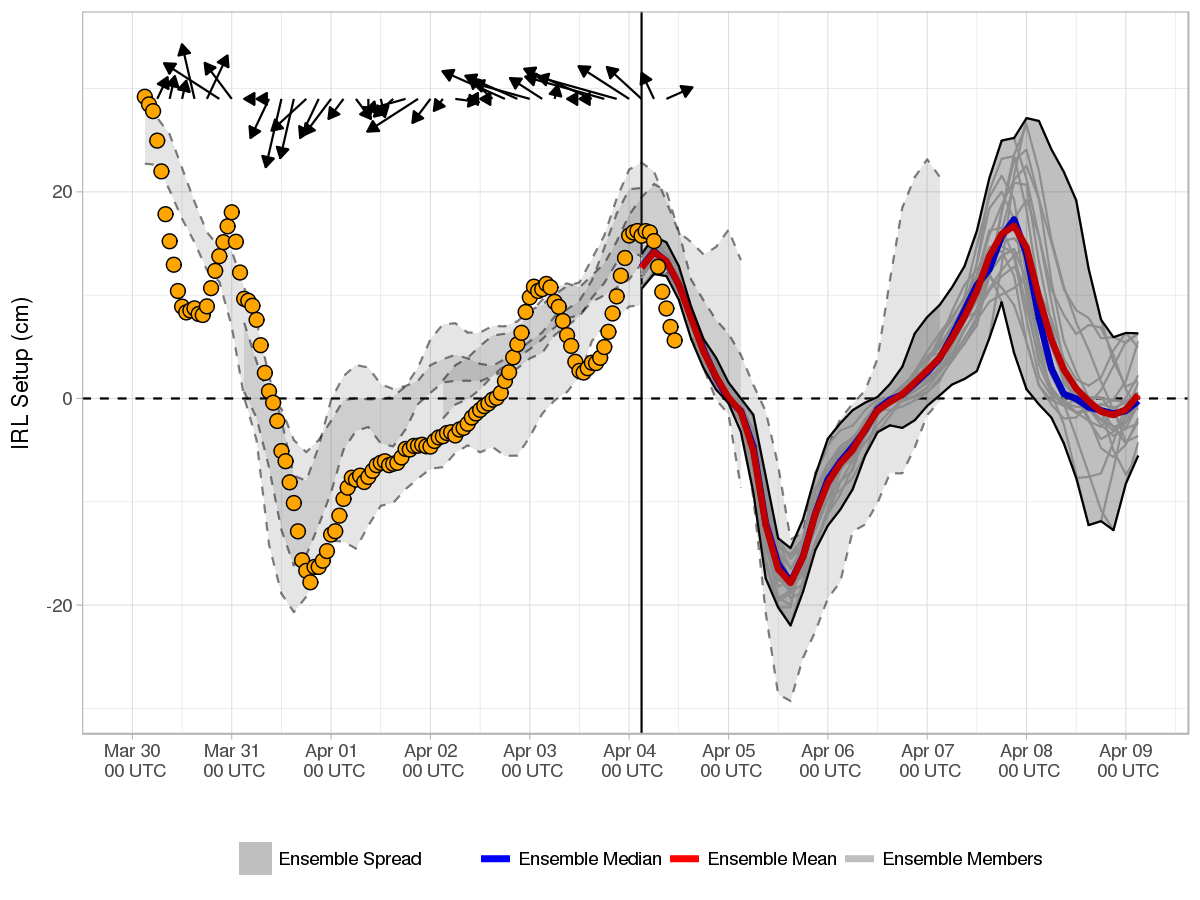 IRL Setup (cm)
20
0
-20
Mar 30 Mar 31 Apr 01 Apr 02 Apr 03 Apr 04 Apr 05 Apr 06 Apr 07 Apr 08 Apr 09
00 UTC 00 UTC 00 UTC 00 UTC 00 UTC 00 UTC 00 UTC 00 UTC 00 UTC 00 UTC 00 UTC
Ensemble Spread Ensemble Median Ensemble Mean Ensemble Members